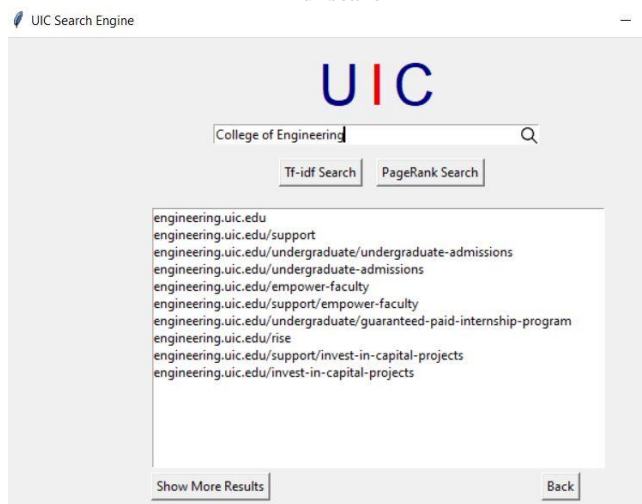 UIC Search Engine
UIC
College of Engineering
Tf-idf Search PageRank Search
engineering.uic.edu
engineering.uic.edu/support
engineering.uic.edu/undergraduate/undergraduate-admissions
engineering.uic.edu/undergraduate-admissions
engineering.uic.edu/empower-faculty
engineering.uic.edu/support/empower-faculty
engineering.uic.edu/undergraduate/guaranteed-paid-internship-program
engineering.uic.edu/rise
engineering.uic.edu/support/invest-in-capital-projects
engineering.uic.edu/invest-in-capital-projects
Show More Results Back